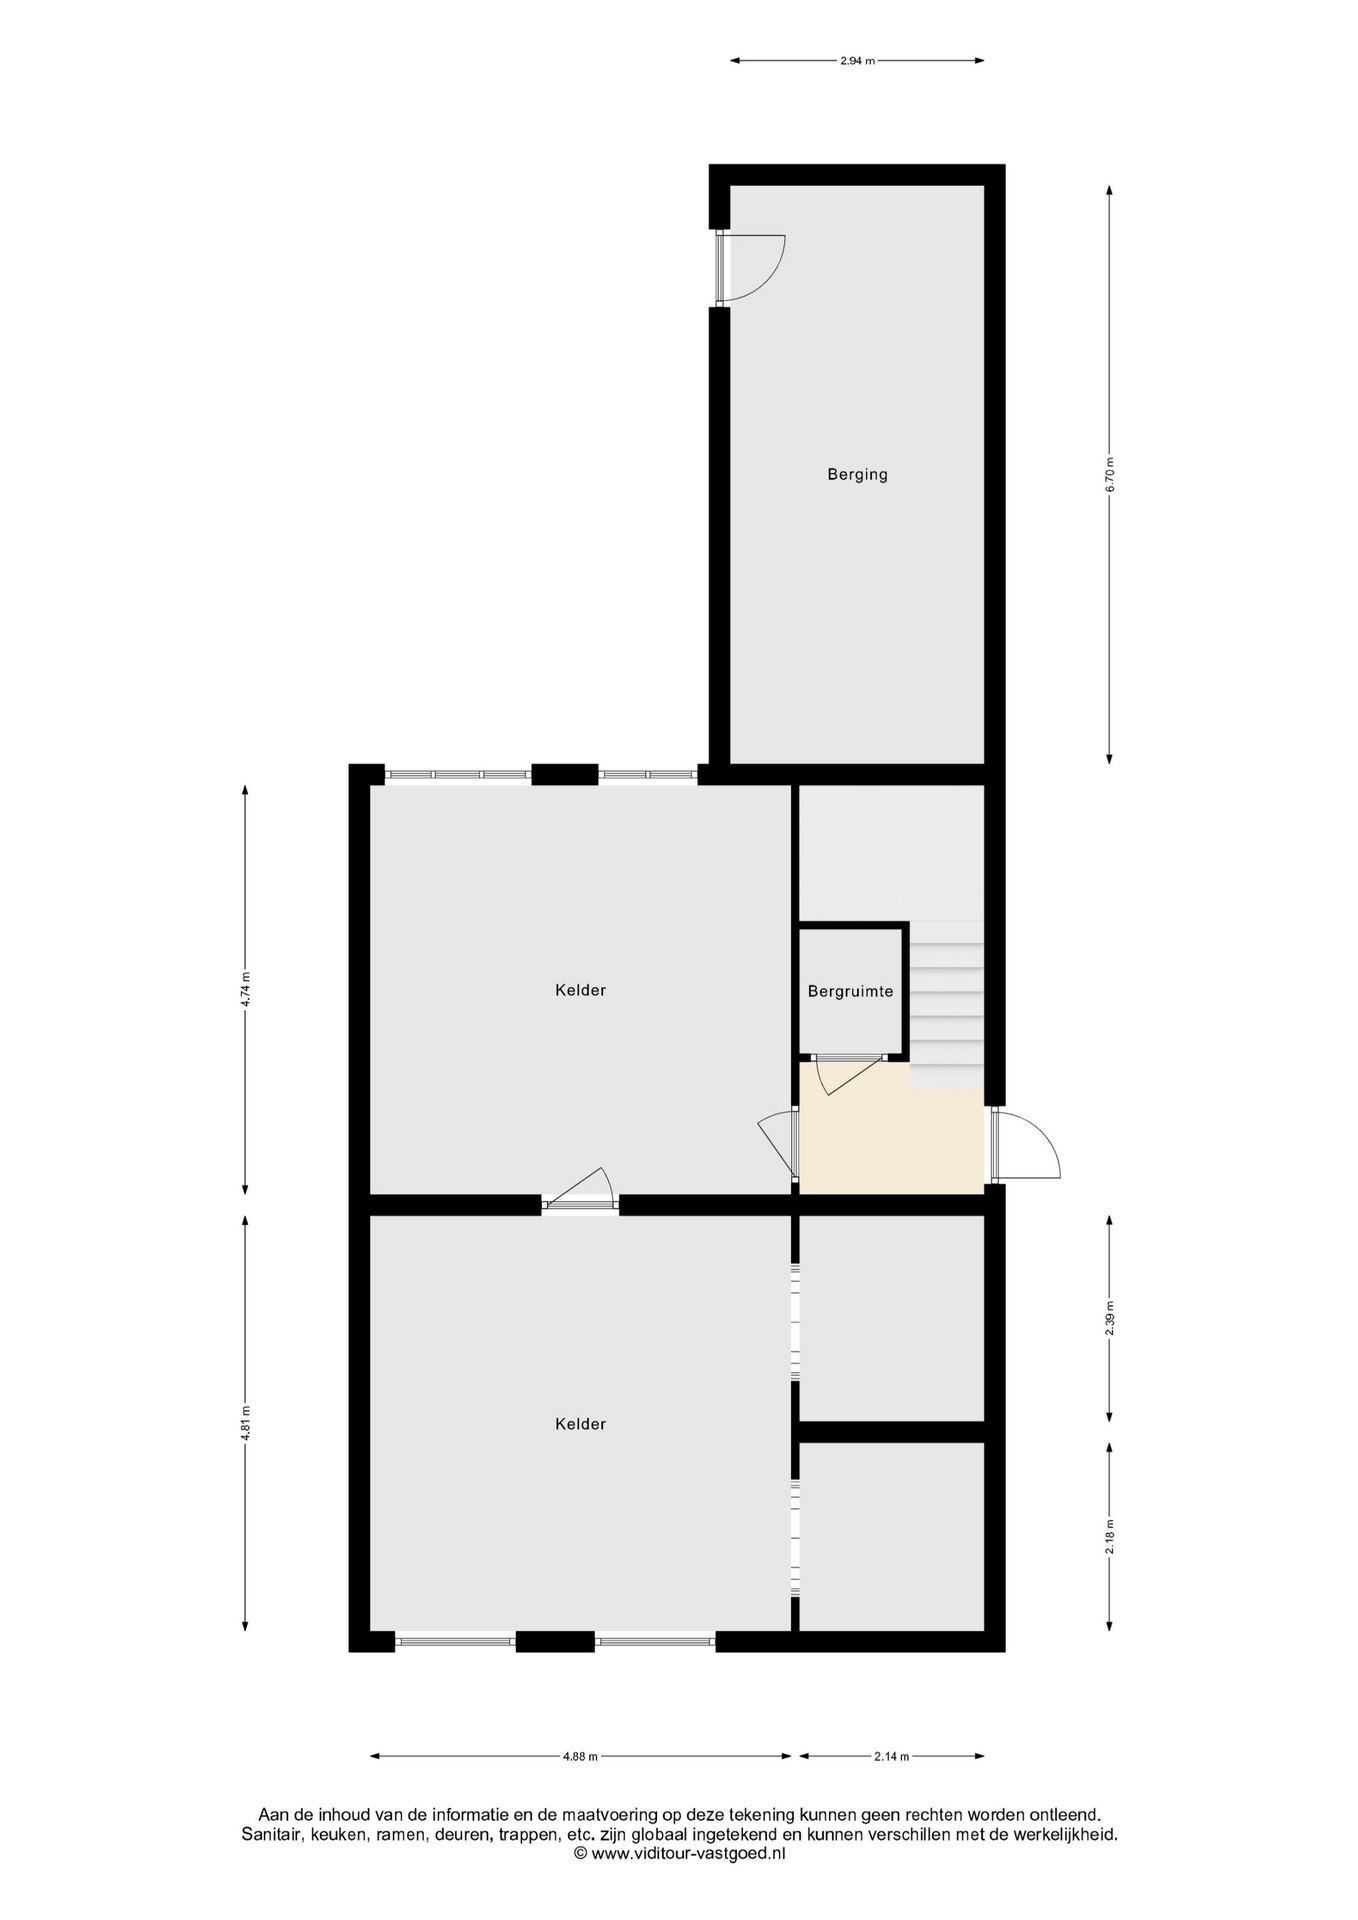 2.94 m
6.70 m
Berging
4.74 m
Kelder
Bergruimte
2.39 m
4.81 m
Kelder
2.18 m
4.88 m
2.14 m
Aan de inhoud van de informatie en de maatvoering op deze tekening kunnen geen rechten worden ontleend.
Sanitair, keuken, ramen, deuren, trappen, etc. zijn globaal ingetekend en kunnen verschillen met de werkelijkheid.
© www.viditour-vastgoed.nl